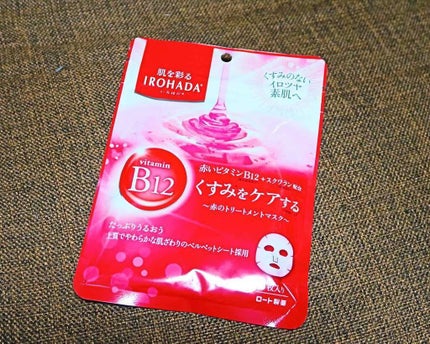 肌を彩る
IROHADA
くすみのない
イロツヤ
素肌へ
vitamin
B12
赤いビタミンB12+スクワラン配合
くすみをケアする
〜赤のトリートメントマスク〜
たっぷりうるおう
上質でやわらかな肌ざわりのベルベットシート採用
枚入り
ロート製薬